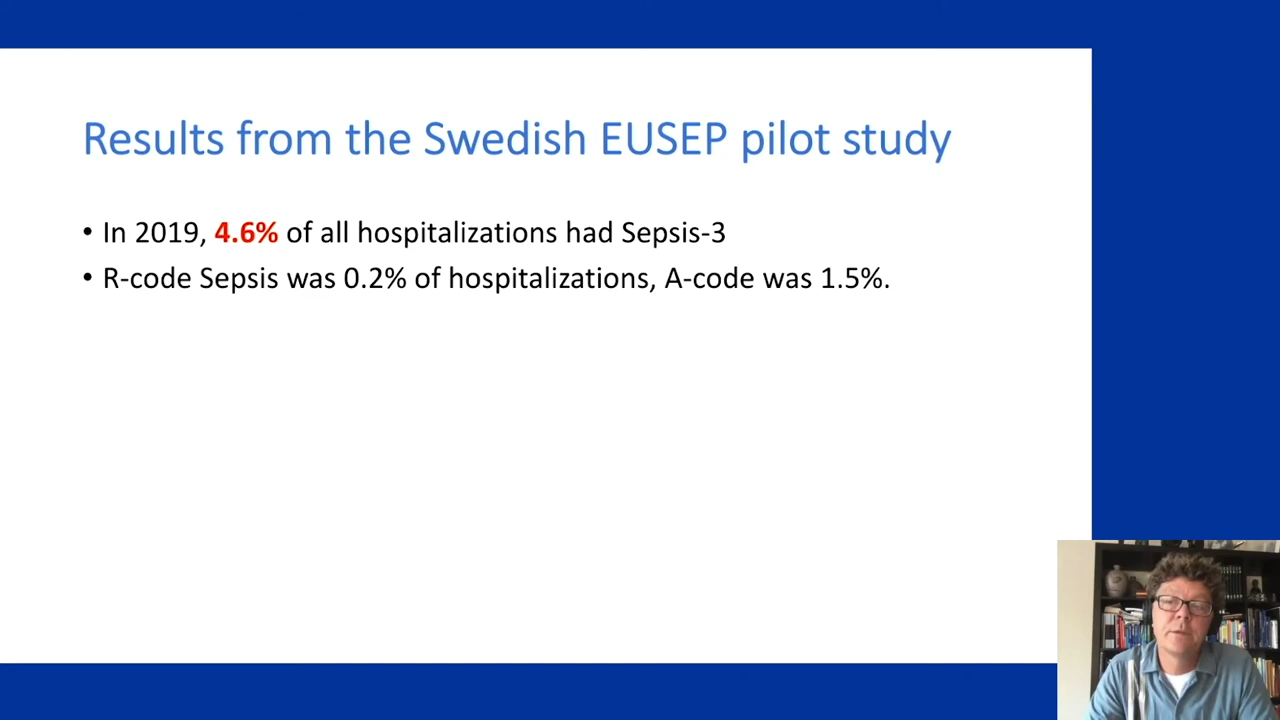 Results from the Swedish EUSEP pilot study
• In 2019, 4.6% of all hospitalizations had Sepsis-3
• R-code Sepsis was 0.2% of hospitalizations, A-code was 1.5%.